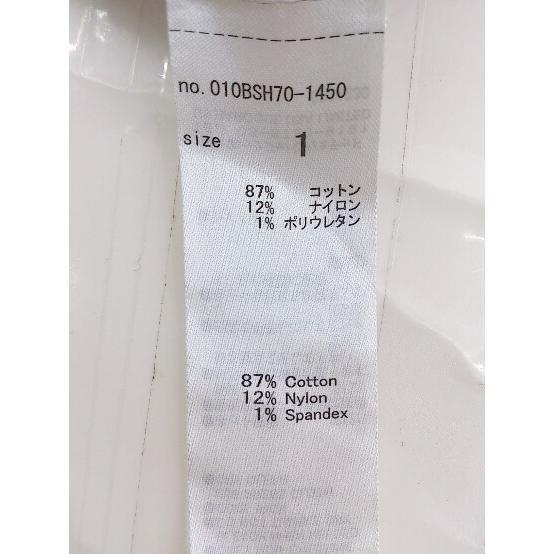 no. 010BSH70-1450
size 1
87% コットン
12% ナイロン
1% ポリウレタン
87% Cotton
12% Nylon
1% Spandex